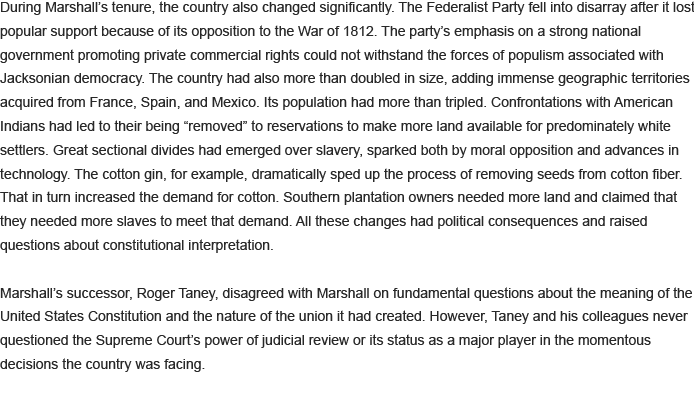 During Marshall’s tenure, the country also changed significantly. The Federalist Party fell into disarray after it lost
popular support because of its opposition to the War of 1812. The party’s emphasis on a strong national
government promoting private commercial rights could not withstand the forces of populism associated with
Jacksonian democracy. The country had also more than doubled in size, adding immense geographic territories
acquired from France, Spain, and Mexico. Its population had more than tripled. Confrontations with American
Indians had led to their being “removed” to reservations to make more land available for predominately white
settlers. Great sectional divides had emerged over slavery, sparked both by moral opposition and advances in
technology. The cotton gin, for example, dramatically sped up the process of removing seeds from cotton fiber.
That in turn increased the demand for cotton. Southern plantation owners needed more land and claimed that
they needed more slaves to meet that demand. All these changes had political consequences and raised
questions about constitutional interpretation.

Marshall’s successor, Roger Taney, disagreed with Marshall on fundamental questions about the meaning of the
United States Constitution and the nature of the union it had created. However, Taney and his colleagues never
questioned the Supreme Court’s power of judicial review or its status as a major player in the momentous
decisions the country was facing.